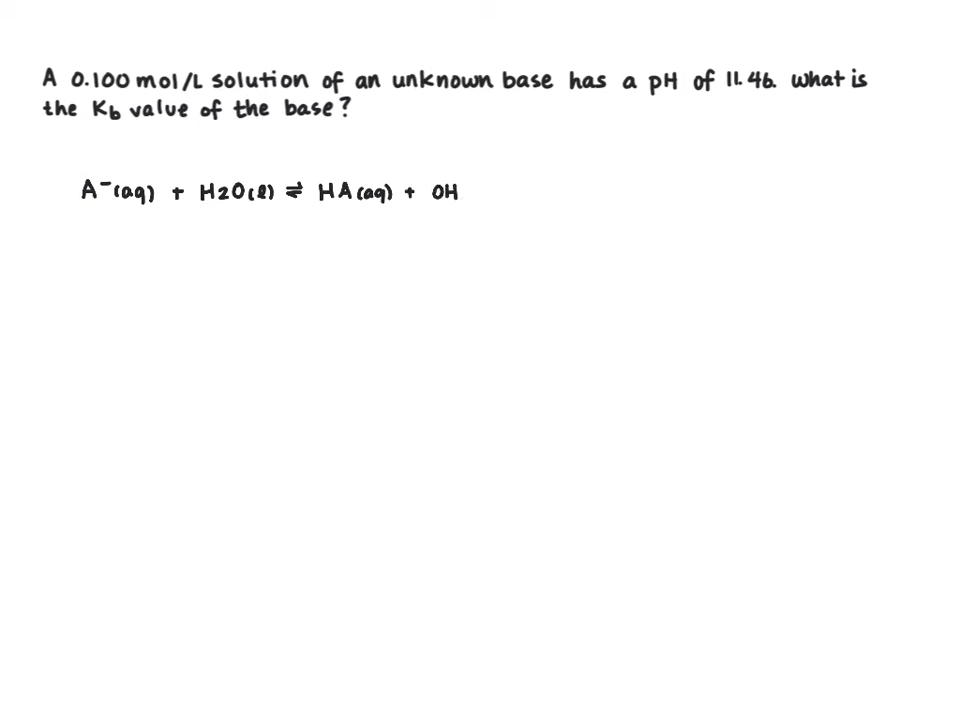 A 0.100 mol/L solution of an unknown base has a pH of 11.46. What is
the Kb value of the base?
A⁻(aq) + H2O(l) ⇌ HA(aq) + OH